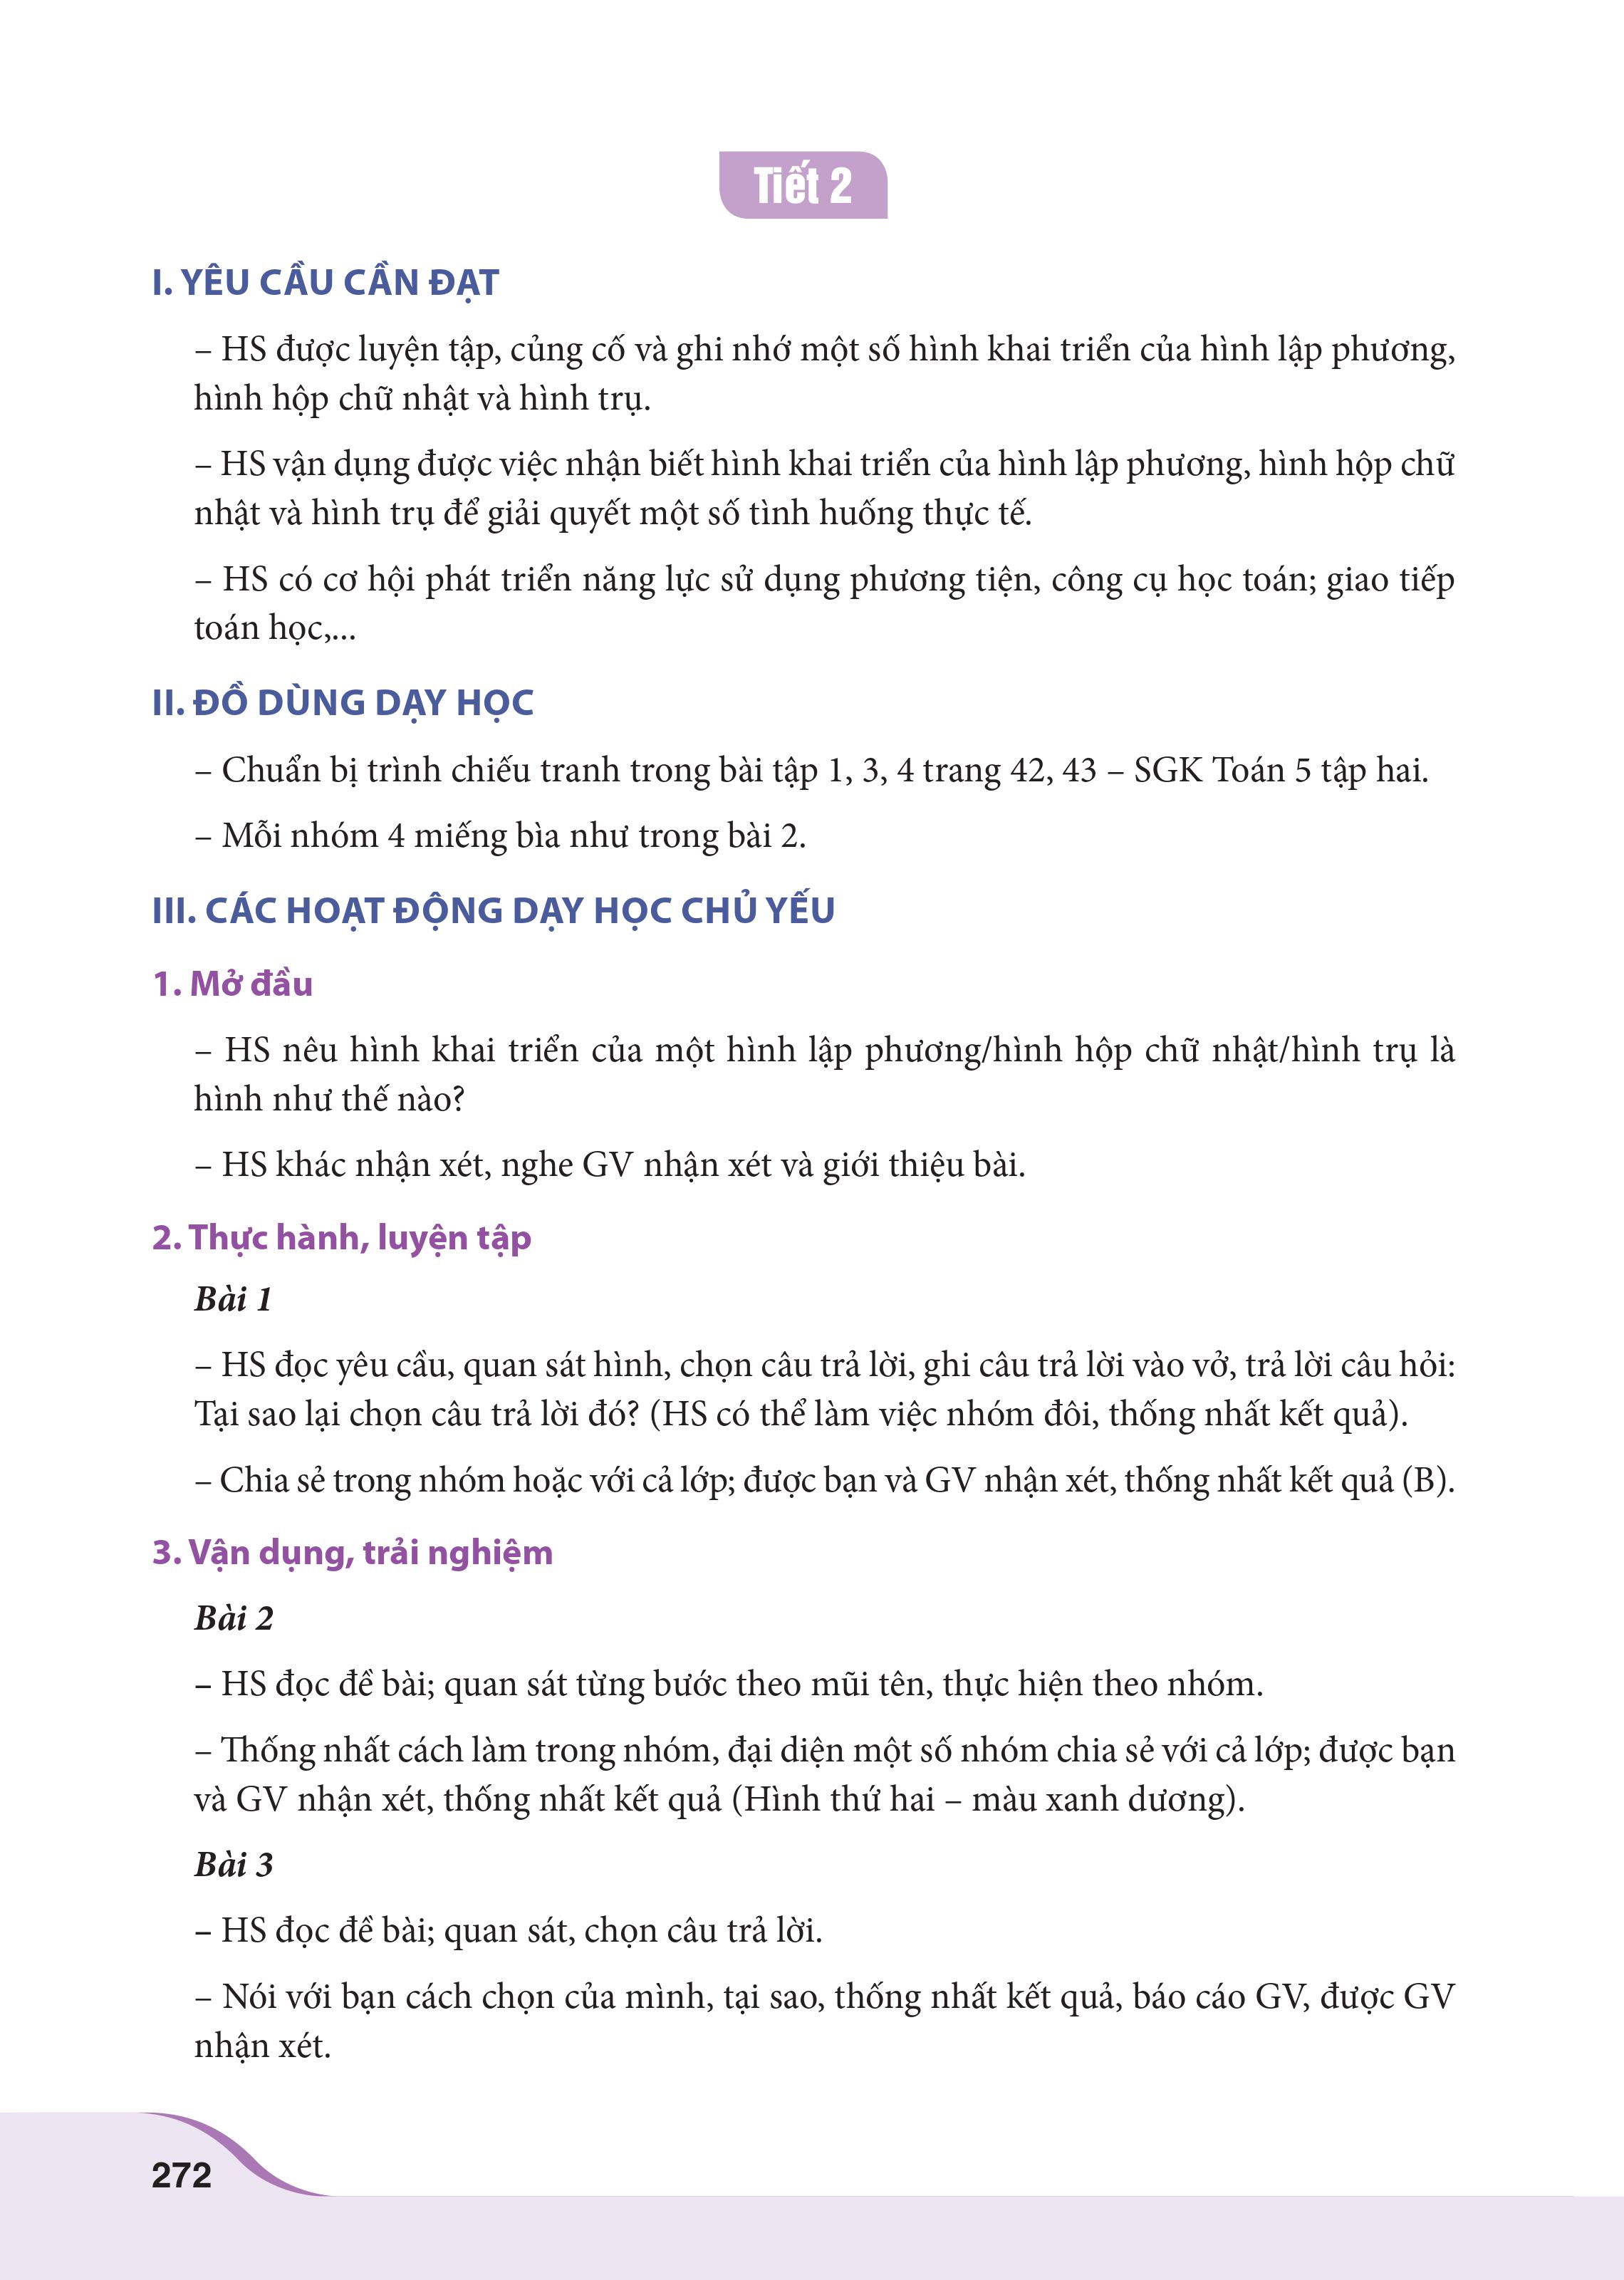 Tiết 2
I. YÊU CẦU CẦN ĐẠT
– HS được luyện tập, củng cố và ghi nhớ một số hình khai triển của hình lập phương,
hình hộp chữ nhật và hình trụ.
– HS vận dụng được việc nhận biết hình khai triển của hình lập phương, hình hộp chữ
nhật và hình trụ để giải quyết một số tình huống thực tế.
– HS có cơ hội phát triển năng lực sử dụng phương tiện, công cụ học toán; giao tiếp
toán học,...
II. ĐỒ DÙNG DẠY HỌC
– Chuẩn bị trình chiếu tranh trong bài tập 1, 3, 4 trang 42, 43 – SGK Toán 5 tập hai.
– Mỗi nhóm 4 miếng bìa như trong bài 2.
III. CÁC HOẠT ĐỘNG DẠY HỌC CHỦ YẾU
1. Mở đầu
– HS nêu hình khai triển của một hình lập phương/hình hộp chữ nhật/hình trụ là
hình như thế nào?
– HS khác nhận xét, nghe GV nhận xét và giới thiệu bài.
2. Thực hành, luyện tập
Bài 1
– HS đọc yêu cầu, quan sát hình, chọn câu trả lời, ghi câu trả lời vào vở, trả lời câu hỏi:
Tại sao lại chọn câu trả lời đó? (HS có thể làm việc nhóm đôi, thống nhất kết quả).
– Chia sẻ trong nhóm hoặc với cả lớp; được bạn và GV nhận xét, thống nhất kết quả (B).
3. Vận dụng, trải nghiệm
Bài 2
– HS đọc đề bài; quan sát từng bước theo mũi tên, thực hiện theo nhóm.
– Thống nhất cách làm trong nhóm, đại diện một số nhóm chia sẻ với cả lớp; được bạn
và GV nhận xét, thống nhất kết quả (Hình thứ hai – màu xanh dương).
Bài 3
– HS đọc đề bài; quan sát, chọn câu trả lời.
– Nói với bạn cách chọn của mình, tại sao, thống nhất kết quả, báo cáo GV, được GV
nhận xét.
272